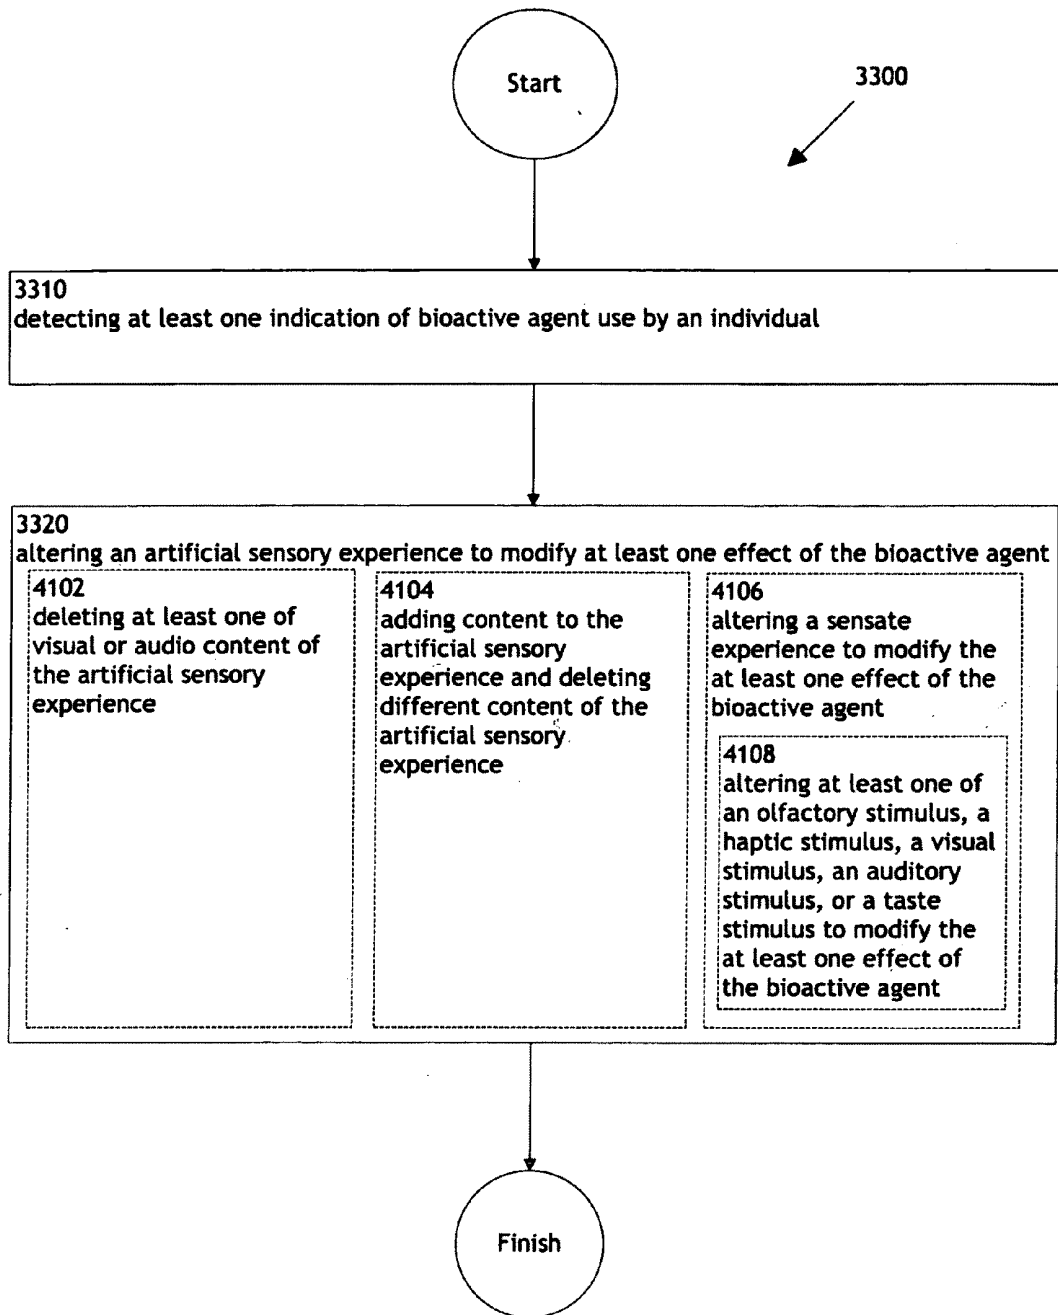 Start
3300
3310
detecting at least one indication of bioactive agent use by an individual
3320
altering an artificial sensory experience to modify at least one effect of the bioactive agent
4102
deleting at least one of
visual or audio content of
the artificial sensory
experience
4104
adding content to the
artificial sensory
experience and deleting
different content of the
artificial sensory
experience
4106
altering a sensate
experience to modify the
at least one effect of the
bioactive agent
4108
altering at least one of
an olfactory stimulus, a
haptic stimulus, a visual
stimulus, an auditory
stimulus, or a taste
stimulus to modify the
at least one effect of
the bioactive agent
Finish